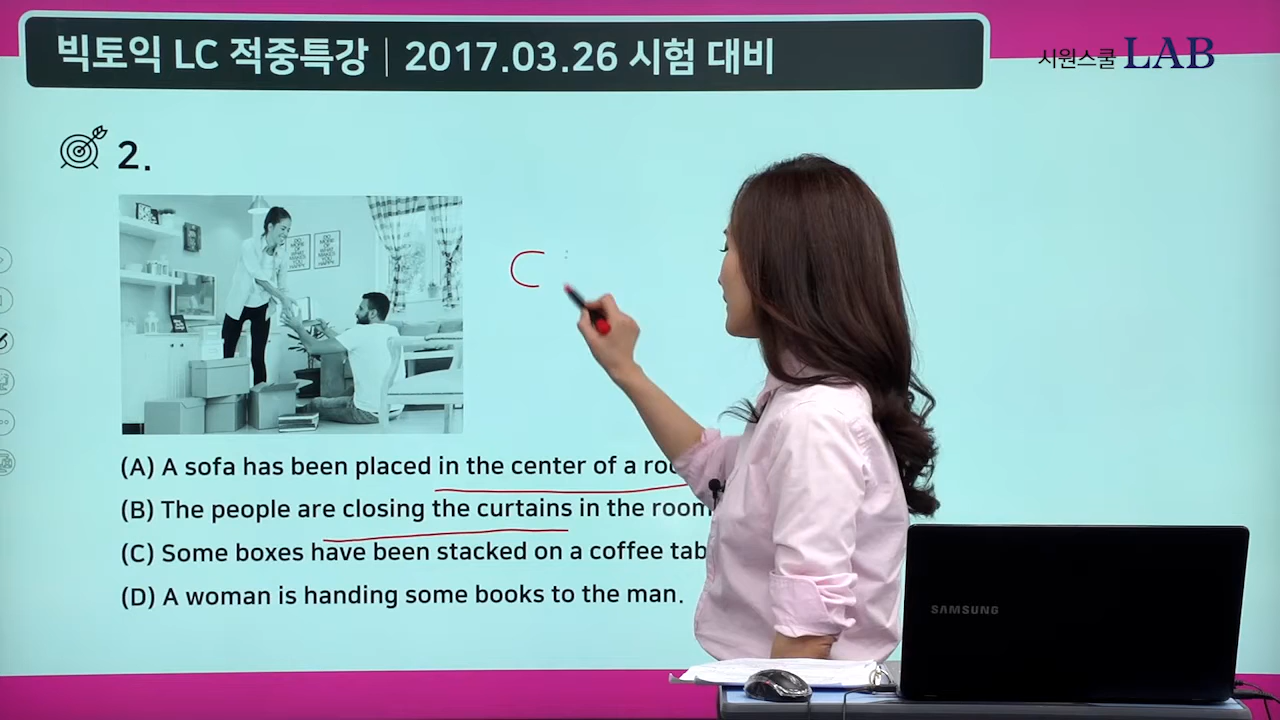 빅토익 LC 적중특강 | 2017.03.26 시험 대비
시원스쿨 LAB
2.
C
(A) A sofa has been placed in the center of a
(B) The people are closing the curtains in the room
(C) Some boxes have been stacked on a coffee
(D) A woman is handing some books to the man.
SAMSUNG